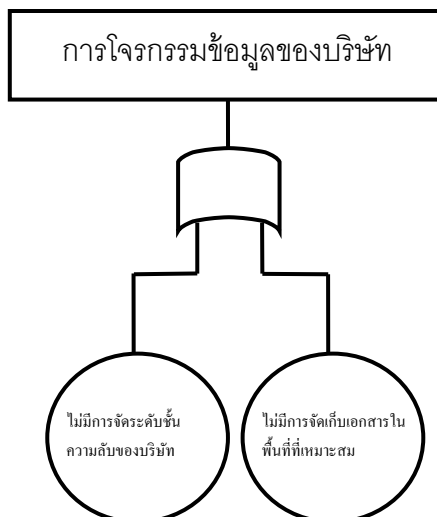 การโจรกรรมข้อมูลของบริษัท
ไม่มีการจัดระดับชั้น
ความลับของบริษัท
ไม่มีการจัดเก็บเอกสารใน
พื้นที่ที่เหมาะสม